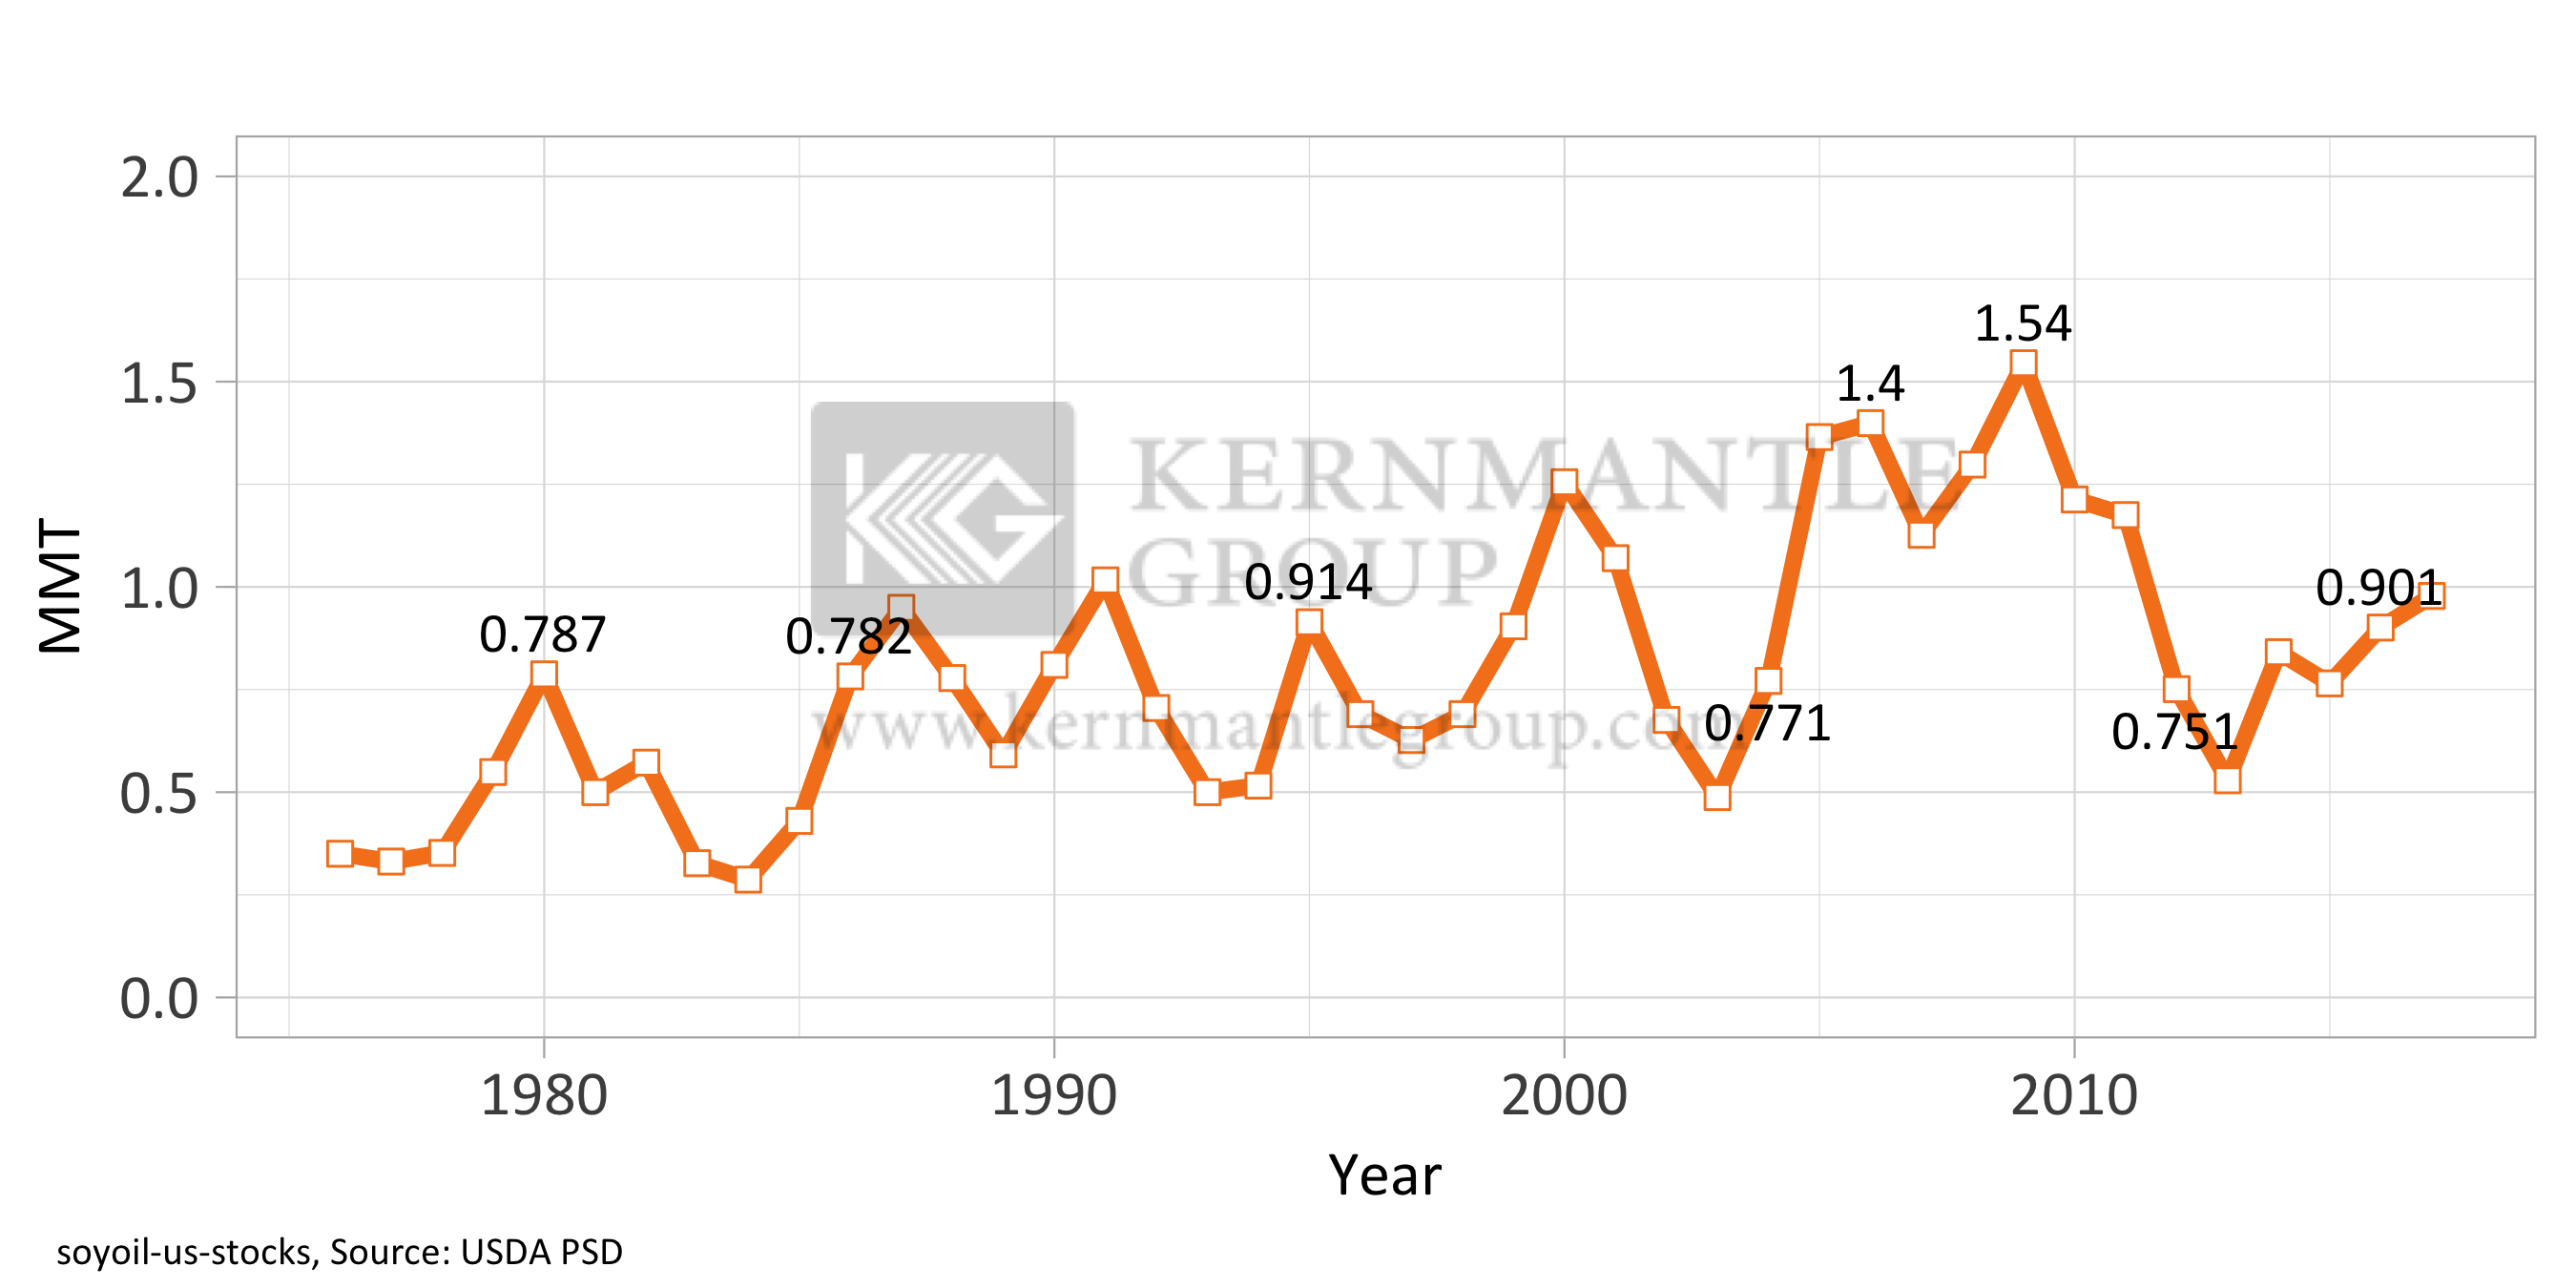 2.0
1.5
1.0
0.5
0.0
MMT
1.54
1.4
KERNMANTLE
GROUP
0.914
0.901
0.787
0.782
www.kernmantlegroup.com
0.771
0.751
1980
1990
2000
2010
Year
soyoil-us-stocks, Source: USDA PSD